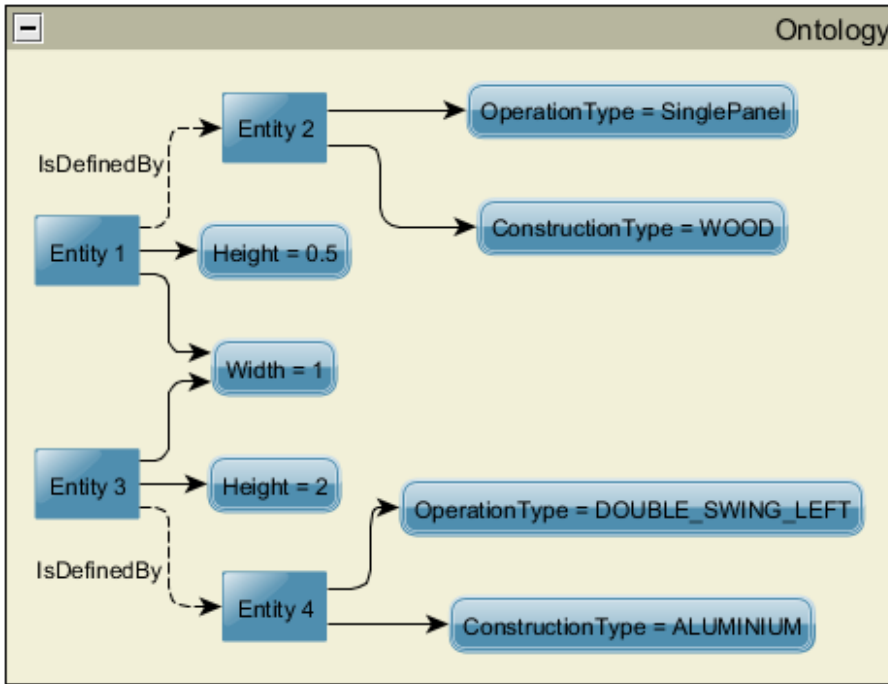 Ontology
OperationType = SinglePanel
Entity 2
IsDefinedBy
ConstructionType = WOOD
Entity 1
Height = 0.5
Width = 1
Entity 3
Height = 2
OperationType = DOUBLE_SWING_LEFT
IsDefinedBy
Entity 4
ConstructionType = ALUMINIUM